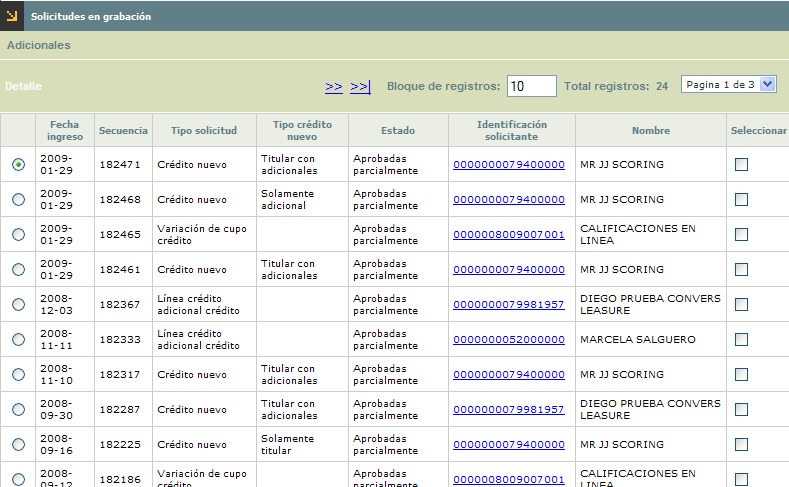 Solicitudes en grabación
Adicionales
Detalle >> >>| Bloque de registros: 10 Total registros: 24 Pagina 1 de 3
Fecha ingreso Secuencia Tipo solicitud Tipo crédito nuevo Estado Identificación solicitante Nombre Seleccionar
2009-01-29 182471 Crédito nuevo Titular con adicionales Aprobadas parcialmente 0000000079400000 MR JJ SCORING
2009-01-29 182468 Crédito nuevo Solamente adicional Aprobadas parcialmente 0000000079400000 MR JJ SCORING
2009-01-29 182465 Variación de cupo crédito Aprobadas parcialmente 0000008009007001 CALIFICACIONES EN LINEA
2009-01-29 182461 Crédito nuevo Titular con adicionales Aprobadas parcialmente 0000000079400000 MR JJ SCORING
2008-12-03 182367 Línea crédito adicional crédito Aprobadas parcialmente 0000000079981957 DIEGO PRUEBA CONVERS LEASURE
2008-11-11 182333 Línea crédito adicional crédito Aprobadas parcialmente 0000000052000000 MARCELA SALGUERO
2008-11-10 182317 Crédito nuevo Titular con adicionales Aprobadas parcialmente 0000000079400000 MR JJ SCORING
2008-09-30 182287 Crédito nuevo Titular con adicionales Aprobadas parcialmente 0000000079981957 DIEGO PRUEBA CONVERS LEASURE
2008-09-16 182225 Crédito nuevo Solamente titular Aprobadas parcialmente 0000000079400000 MR JJ SCORING
2008-09-12 182186 Variación de cupo crédito Aprobadas parcialmente 0000008009007001 CALIFICACIONES EN LINEA